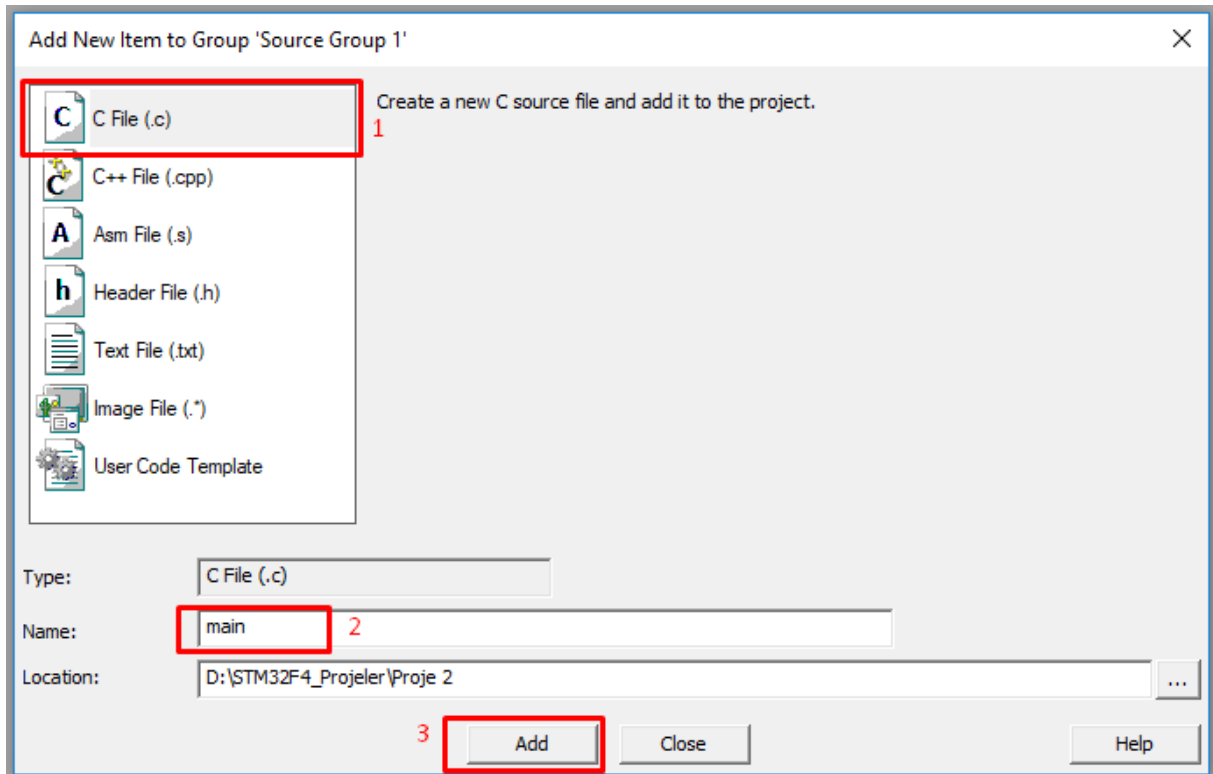 Add New Item to Group 'Source Group 1'
C File (.c)
Create a new C source file and add it to the project.
1
C++ File (.cpp)
Asm File (.s)
Header File (.h)
Text File (.txt)
Image File (.*)
User Code Template
Type:
C File (.c)
Name:
main
2
Location:
D:\STM32F4_Projeler\Proje 2
...
3
Add
Close
Help